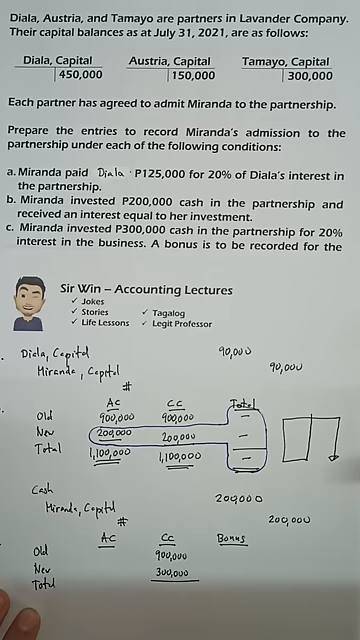 Diala, Austria, and Tamayo are partners in Lavander Company.
Their capital balances as at July 31, 2021, are as follows:
Diala, Capital Austria, Capital Tamayo, Capital
450,000 150,000 300,000
Each partner has agreed to admit Miranda to the partnership.
Prepare the entries to record Miranda's admission to the
partnership under each of the following conditions:
a. Miranda paid Diala P125,000 for 20% of Diala's interest in
the partnership.
b. Miranda invested P200,000 cash in the partnership and
received an interest equal to her investment.
c. Miranda invested P300,000 cash in the partnership for 20%
interest in the business. A bonus is to be recorded for the
Sir Win – Accounting Lectures
✓ Jokes
✓ Stories ✓ Tagalog
✓ Life Lessons ✓ Legit Professor
Diala, Capital 90,000
Miranda, Capital 90,000
#
AC CC Total
Old 900,000 900,000 —
New 200,000 200,000 —
Total 1,100,000 1,100,000 —
Cash 200,000
Miranda, Capital 200,000
#
AC CC Bonus
Old 900,000
New 300,000
Total